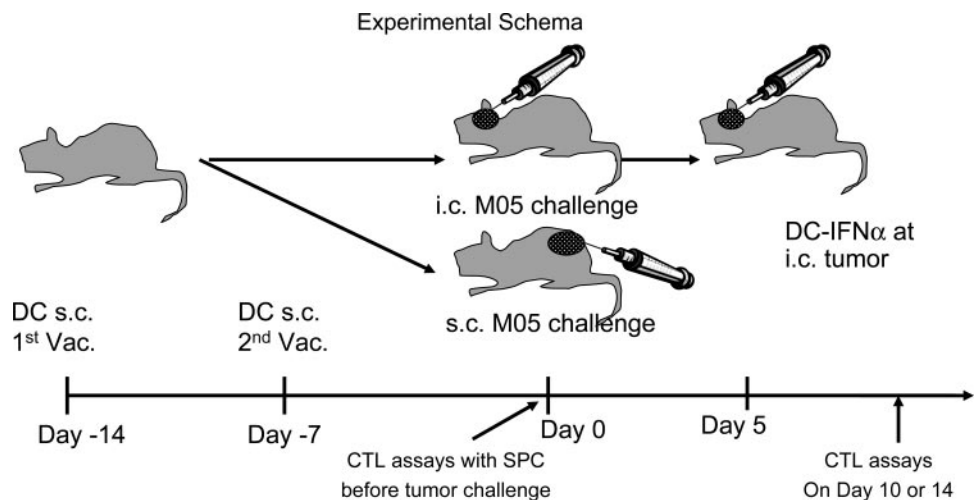 Experimental Schema
i.c. M05 challenge
DC-IFNα at
i.c. tumor
s.c. M05 challenge
DC s.c.
1st Vac.
DC s.c.
2nd Vac.
Day -14
Day -7
Day 0
Day 5
CTL assays with SPC
before tumor challenge
CTL assays
On Day 10 or 14